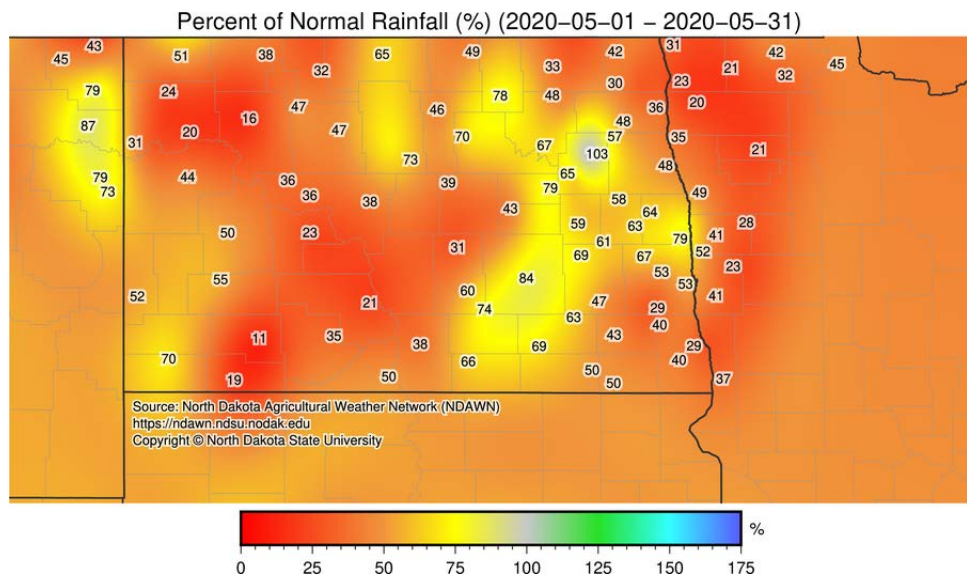 Percent of Normal Rainfall (%) (2020−05−01 − 2020−05−31)
43 51 38 65 49 42 31 42
45 32 33 21 32 45
79 24 78 48 30 23
87 20 16 47 47 46 70 48 36 20
31 67 57 35 21
73 103 48
79 44 36 39 65
73 36 38 43 79 58 49
50 23 31 59 64 63 79 41 28
69 61 67 52
55 84 53 53 23
52 21 60 74 47 29 41
11 35 38 63 43 40 29
70 66 69 40
19 50 50 50 37
Source: North Dakota Agricultural Weather Network (NDAWN)
https://ndawn.ndsu.nodak.edu
Copyright © North Dakota State University
%
0 25 50 75 100 125 150 175